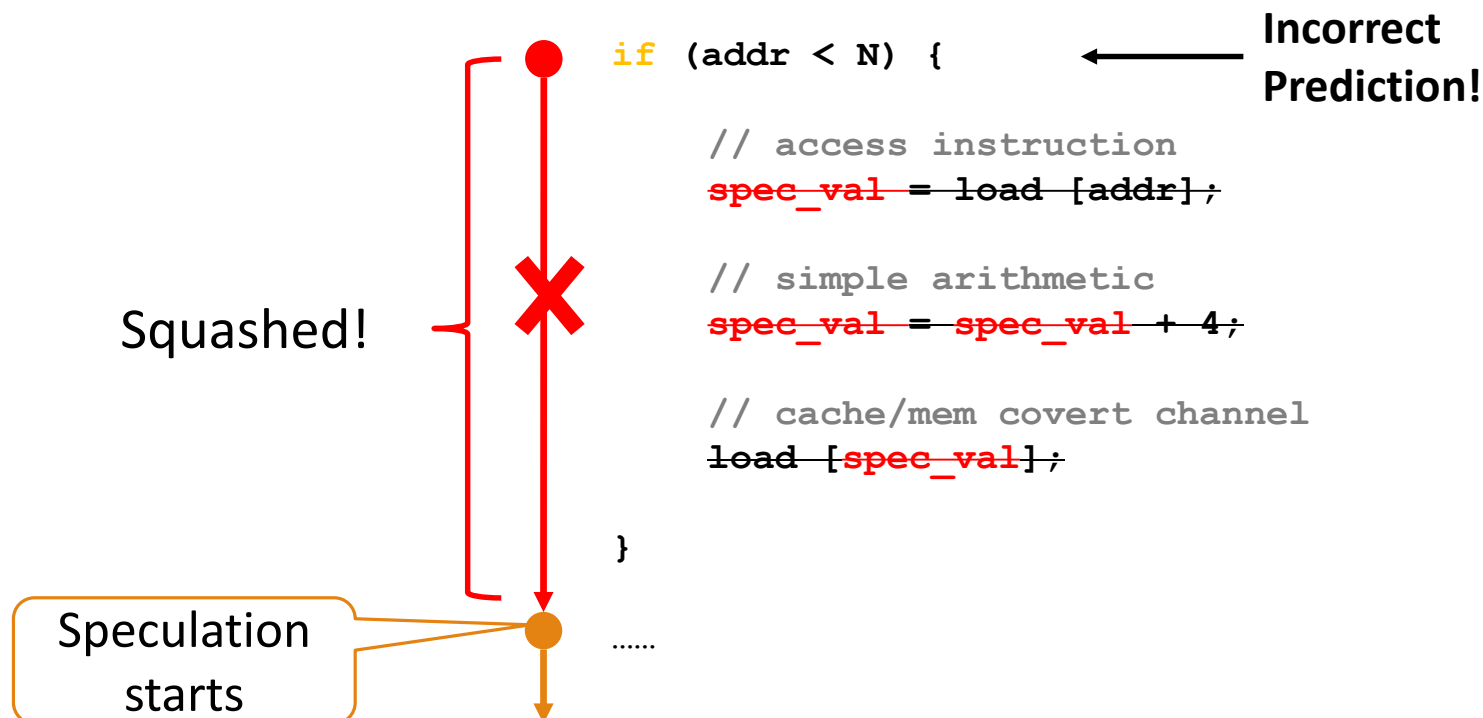 if (addr < N) {
Incorrect
Prediction!
// access instruction
spec_val = load [addr];
// simple arithmetic
spec_val = spec_val + 4;
Squashed!
// cache/mem covert channel
load [spec_val];
}
Speculation
starts
......